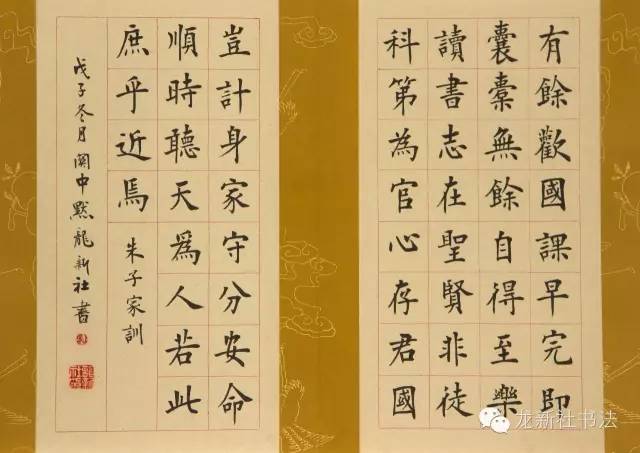 有餘歡國課早完即
囊橐無餘自得至樂
讀書志在聖賢非徒
科第為官心存君國
豈計身家守分安命
順時聽天爲人若此
庶乎近焉 朱子家訓
戊子冬月関中黙龍新社書
龙新社书法